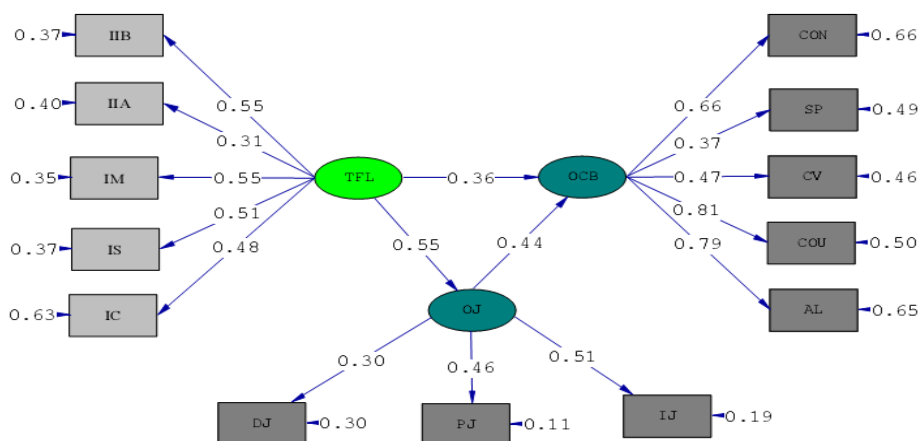 0.37 IIB CON 0.66
0.55 0.66
0.40 IIA SP 0.49
0.31 0.37
0.35 IM 0.55 TFL 0.36 OCB 0.47 CV 0.46
0.51 0.81
0.37 IS 0.55 0.44 COU 0.50
0.48 0.79
0.63 IC OJ AL 0.65
0.30 0.46 0.51
DJ 0.30 PJ 0.11 IJ 0.19